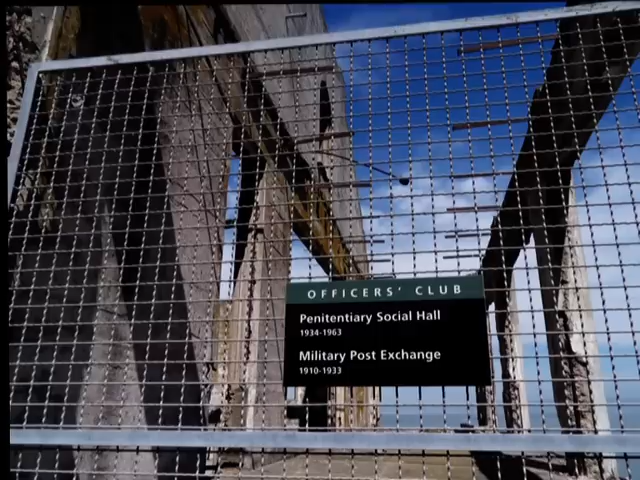 OFFICERS' CLUB
Penitentiary Social Hall
1934-1963
Military Post Exchange
1910-1933